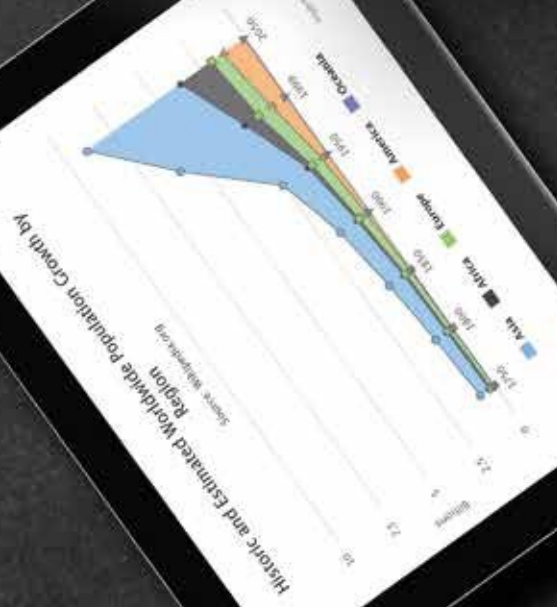 Historic and Estimated Worldwide Population Growth by
Region
Source: Wikipedia.org
10
7.5
5
2.5
0
Billions
1750
1800
1850
1900
1950
1999
2050
Asia
Africa
Europe
America
Oceania